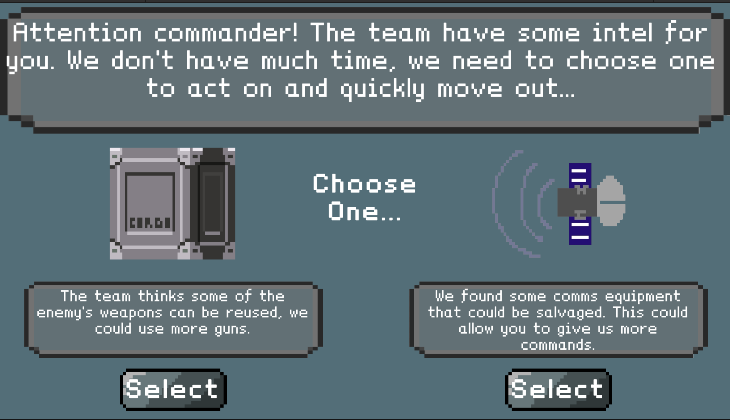 Attention commander! The team have some intel for
you. We don't have much time, we need to choose one
to act on and quickly move out...
CARGO
Choose
One...
The team thinks some of the
enemy's weapons can be reused, we
could use more guns.
We found some comms equipment
that could be salvaged. This could
allow you to give us more
commands.
Select
Select